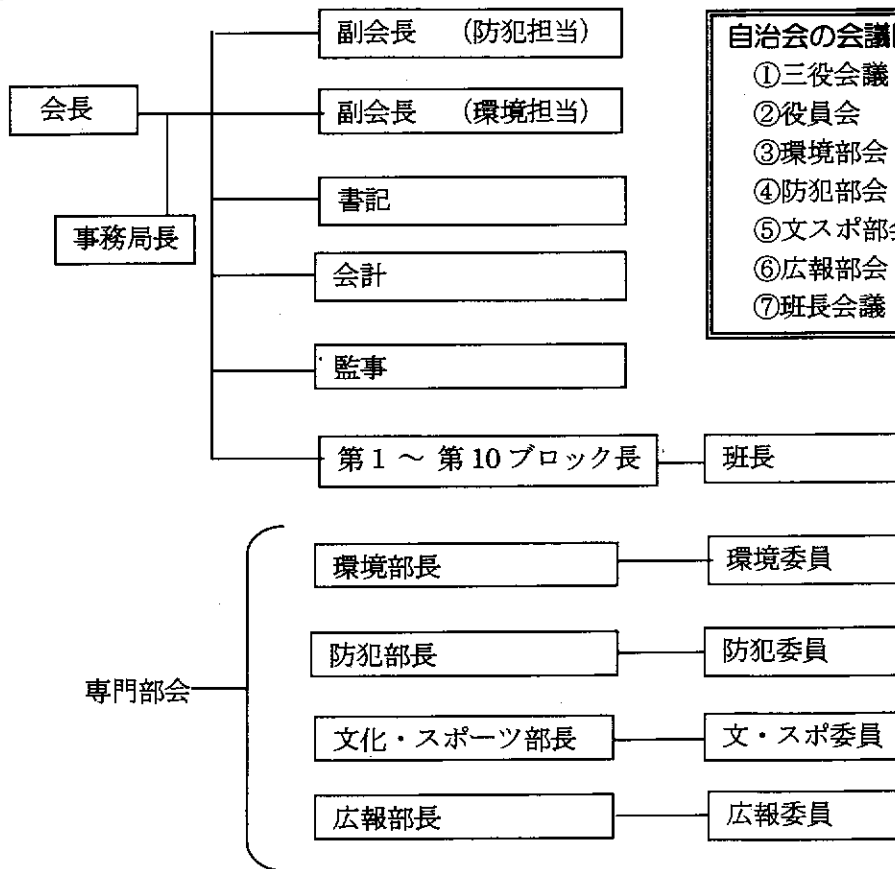 副会長 (防犯担当)
会長
副会長 (環境担当)
書記
事務局長
会計
監事
第1 ~ 第10 ブロック長
班長
自治会の会議
①三役会議
②役員会
③環境部会
④防犯部会
⑤文スポ部会
⑥広報部会
⑦班長会議
専門部会
環境部長
環境委員
防犯部長
防犯委員
文化・スポーツ部長
文・スポ委員
広報部長
広報委員